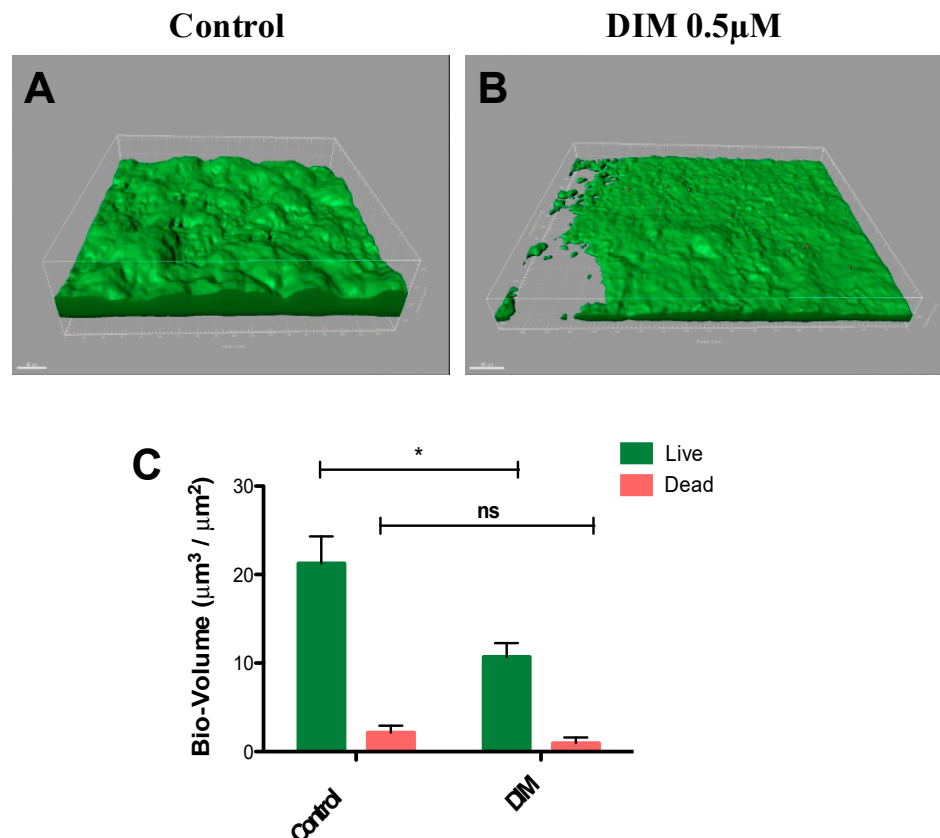 Control DIM 0.5μM
A B
C
Live
Dead
*
ns
30
20
10
0
Bio-Volume (μm³ / μm²)
Control DIM